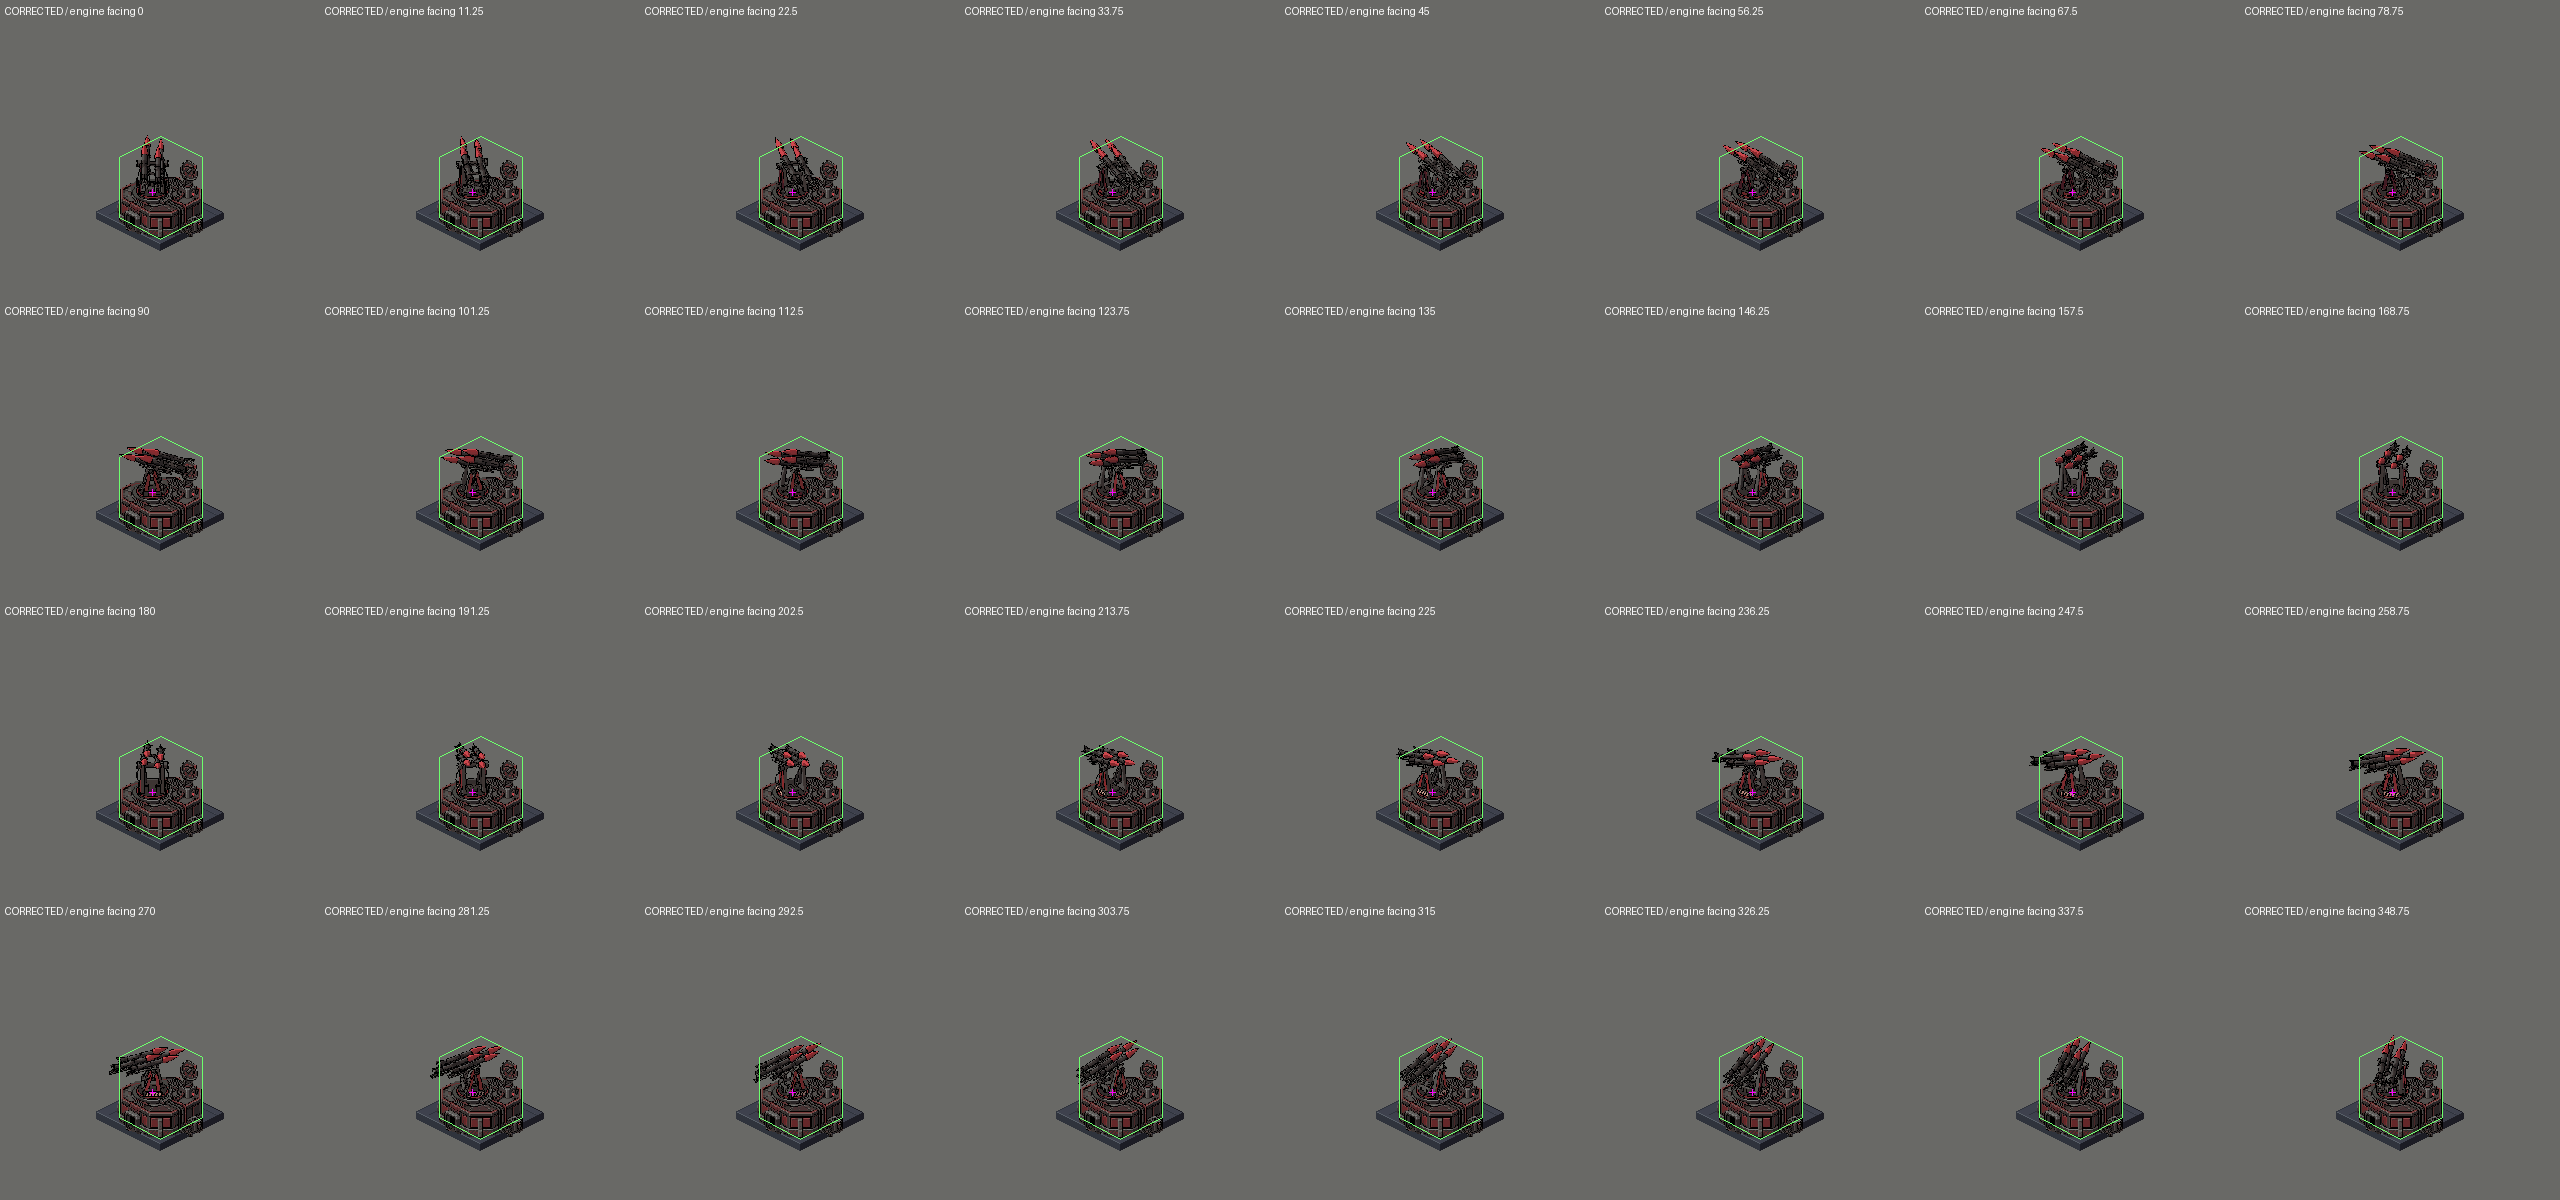 CORRECTED / engine facing 0
CORRECTED / engine facing 11.25
CORRECTED / engine facing 22.5
CORRECTED / engine facing 33.75
CORRECTED / engine facing 45
CORRECTED / engine facing 56.25
CORRECTED / engine facing 67.5
CORRECTED / engine facing 78.75
CORRECTED / engine facing 90
CORRECTED / engine facing 101.25
CORRECTED / engine facing 112.5
CORRECTED / engine facing 123.75
CORRECTED / engine facing 135
CORRECTED / engine facing 146.25
CORRECTED / engine facing 157.5
CORRECTED / engine facing 168.75
CORRECTED / engine facing 180
CORRECTED / engine facing 191.25
CORRECTED / engine facing 202.5
CORRECTED / engine facing 213.75
CORRECTED / engine facing 225
CORRECTED / engine facing 236.25
CORRECTED / engine facing 247.5
CORRECTED / engine facing 258.75
CORRECTED / engine facing 270
CORRECTED / engine facing 281.25
CORRECTED / engine facing 292.5
CORRECTED / engine facing 303.75
CORRECTED / engine facing 315
CORRECTED / engine facing 326.25
CORRECTED / engine facing 337.5
CORRECTED / engine facing 348.75